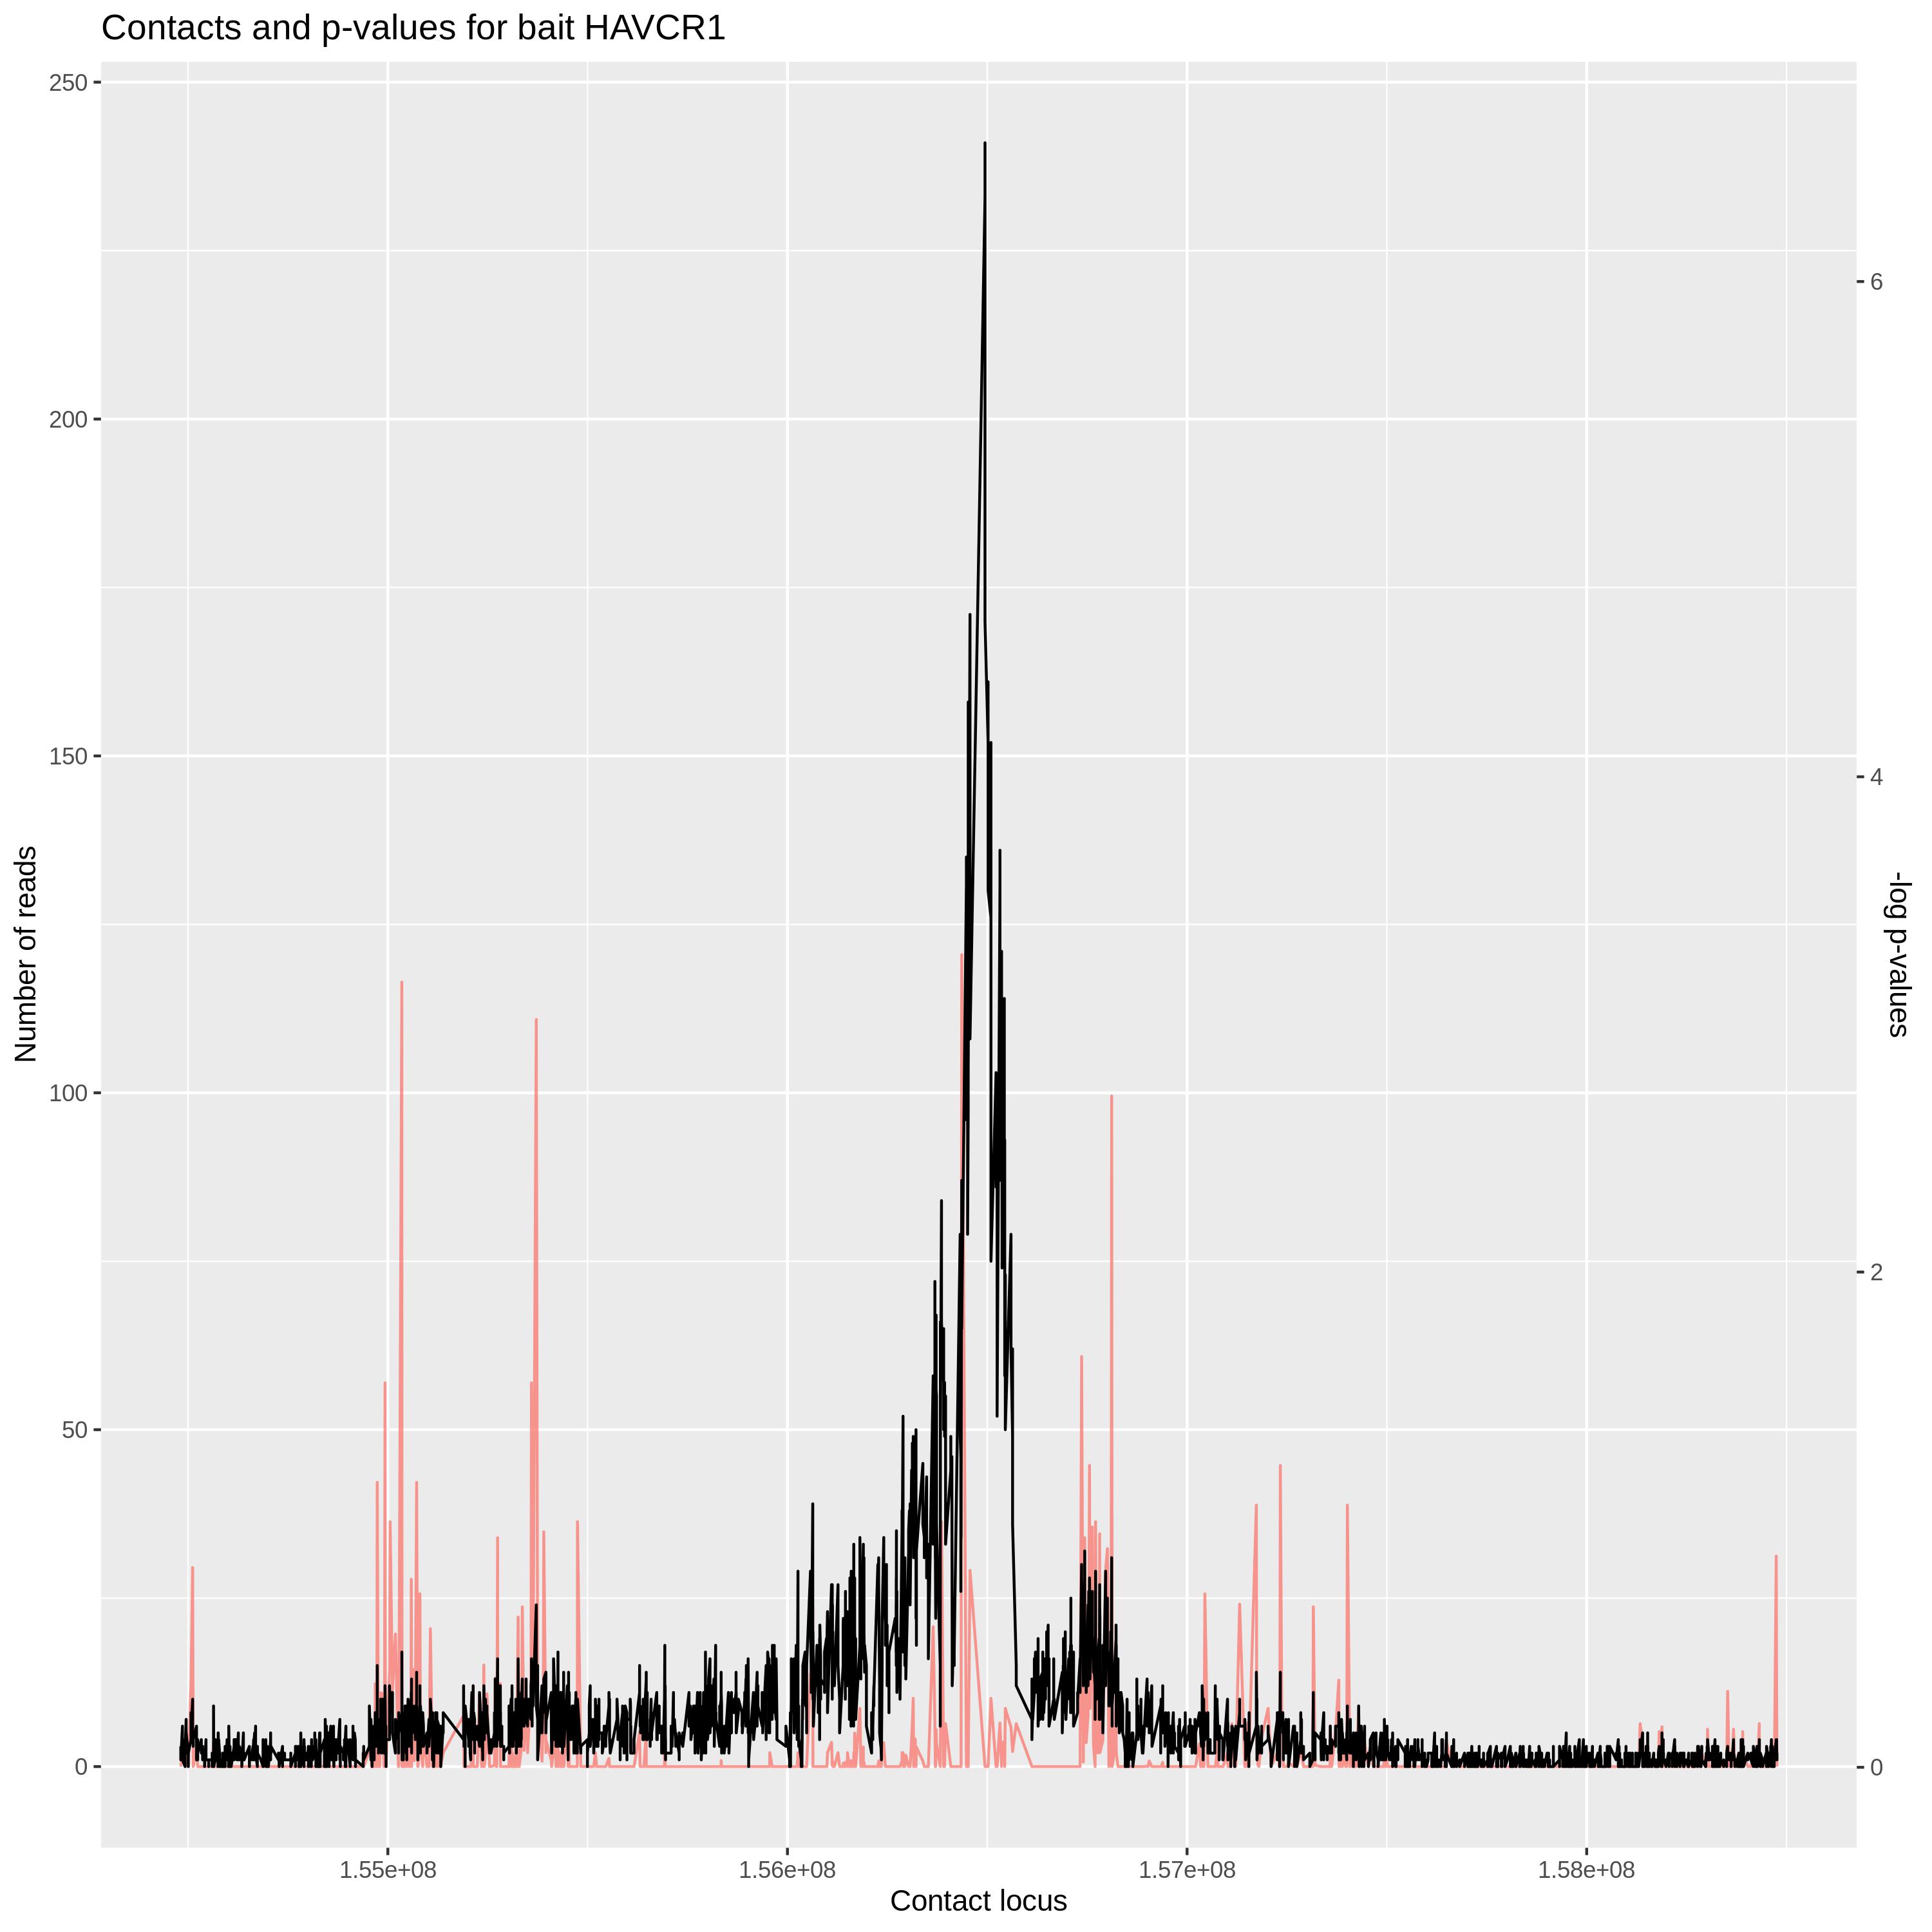 Contacts and p-values for bait HAVCR1
250
200
150
100
50
0
Number of reads
6
4
2
0
-log p-values
1.55e+08
1.56e+08
1.57e+08
1.58e+08
Contact locus